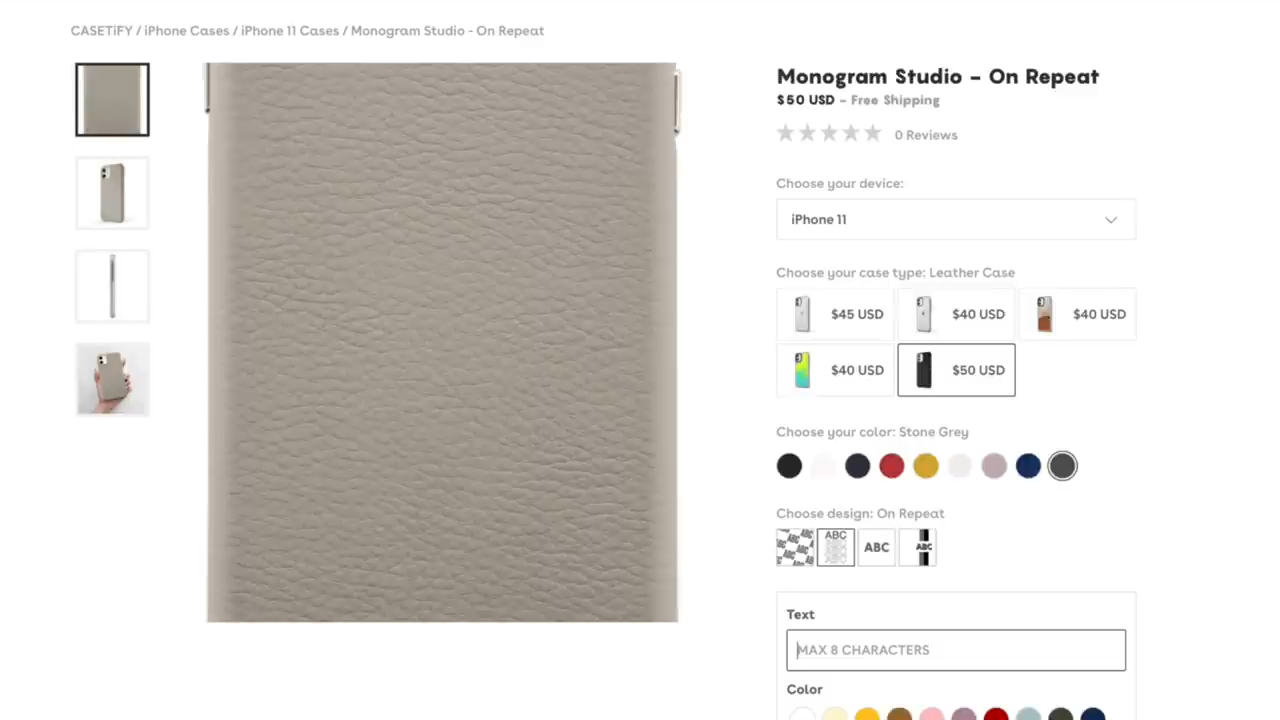 CASETiFY / iPhone Cases / iPhone 11 Cases / Monogram Studio - On Repeat
Monogram Studio - On Repeat
$50 USD - Free Shipping
0 Reviews
Choose your device:
iPhone 11
Choose your case type: Leather Case
$45 USD
$40 USD
$40 USD
$40 USD
$50 USD
Choose your color: Stone Grey
Choose design: On Repeat
ABC
ABC
ABC
Text
MAX 8 CHARACTERS
Color